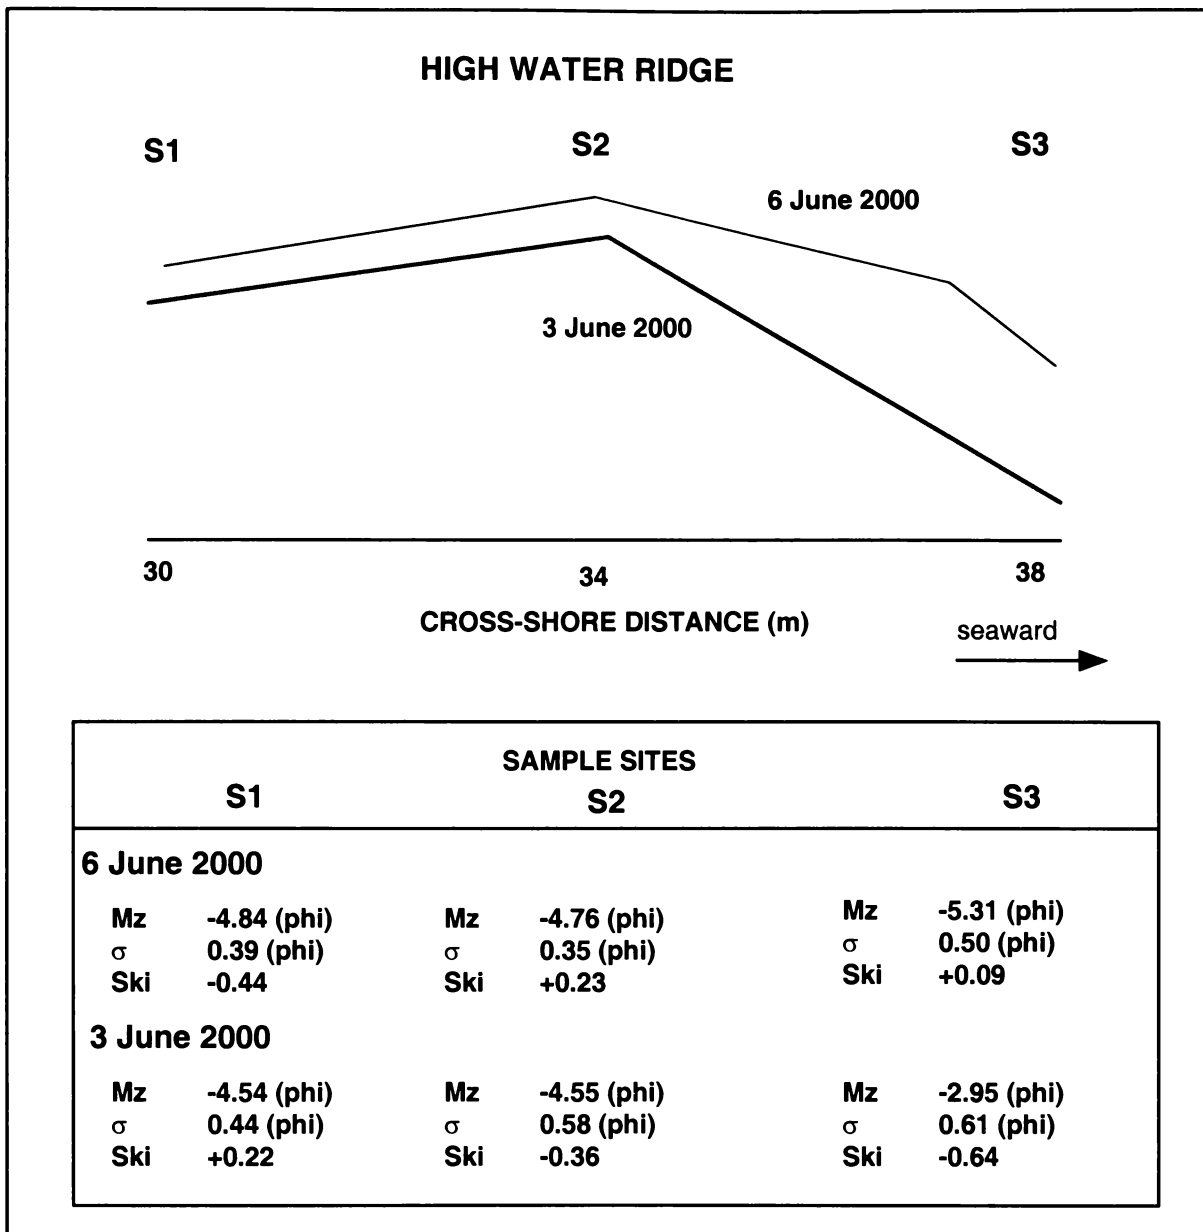 HIGH WATER RIDGE
S1 S2 S3
6 June 2000
3 June 2000
30 34 38
CROSS-SHORE DISTANCE (m)
seaward
SAMPLE SITES
S1 S2 S3
6 June 2000
Mz -4.84 (phi) Mz -4.76 (phi) Mz -5.31 (phi)
σ 0.39 (phi) σ 0.35 (phi) σ 0.50 (phi)
Ski -0.44 Ski +0.23 Ski +0.09
3 June 2000
Mz -4.54 (phi) Mz -4.55 (phi) Mz -2.95 (phi)
σ 0.44 (phi) σ 0.58 (phi) σ 0.61 (phi)
Ski +0.22 Ski -0.36 Ski -0.64